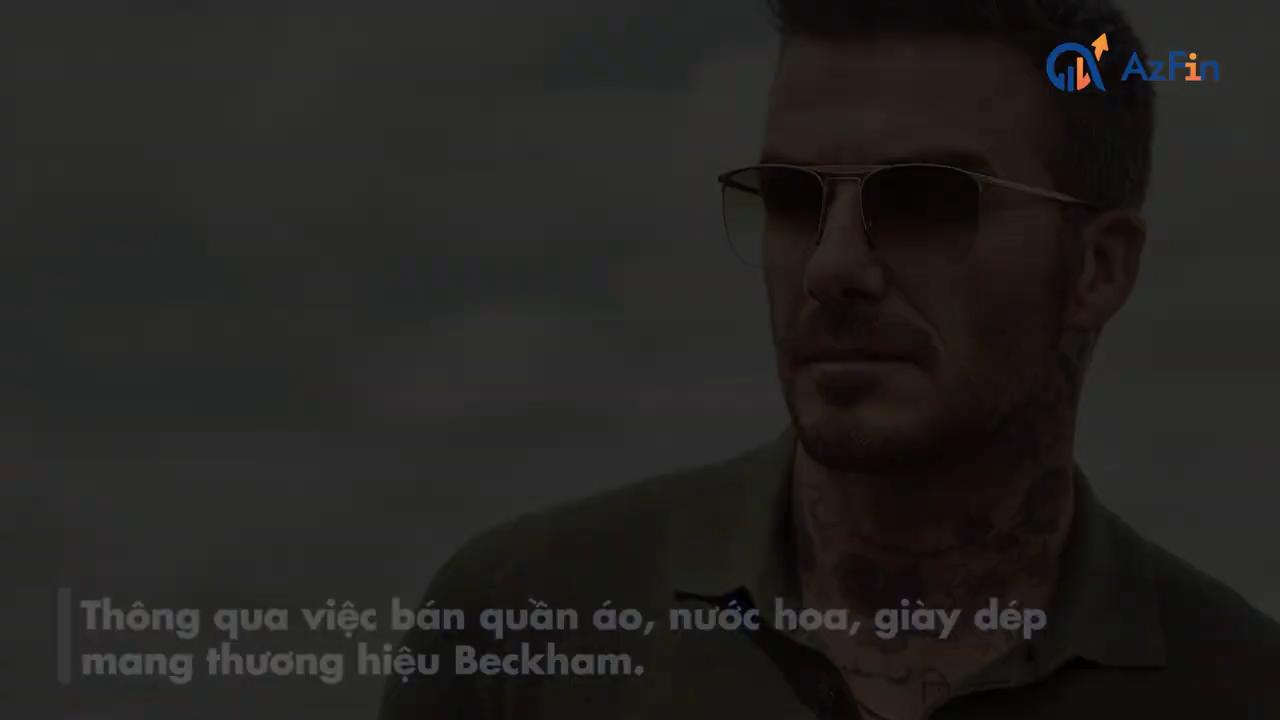 AzFin
Thông qua việc bán quần áo, nước hoa, giày dép
mang thương hiệu Beckham.